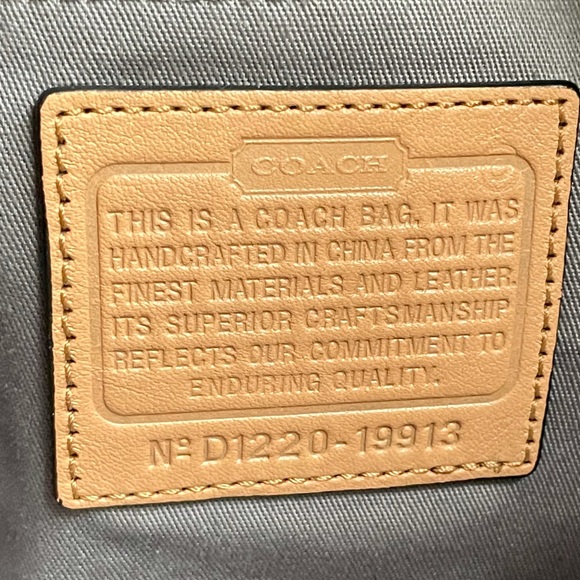 COACH
THIS IS A COACH BAG. IT WAS
HANDCRAFTED IN CHINA FROM THE
FINEST MATERIALS AND LEATHER.
ITS SUPERIOR CRAFTSMANSHIP
REFLECTS OUR COMMITMENT TO
ENDURING QUALITY.
Nº D1220-19913